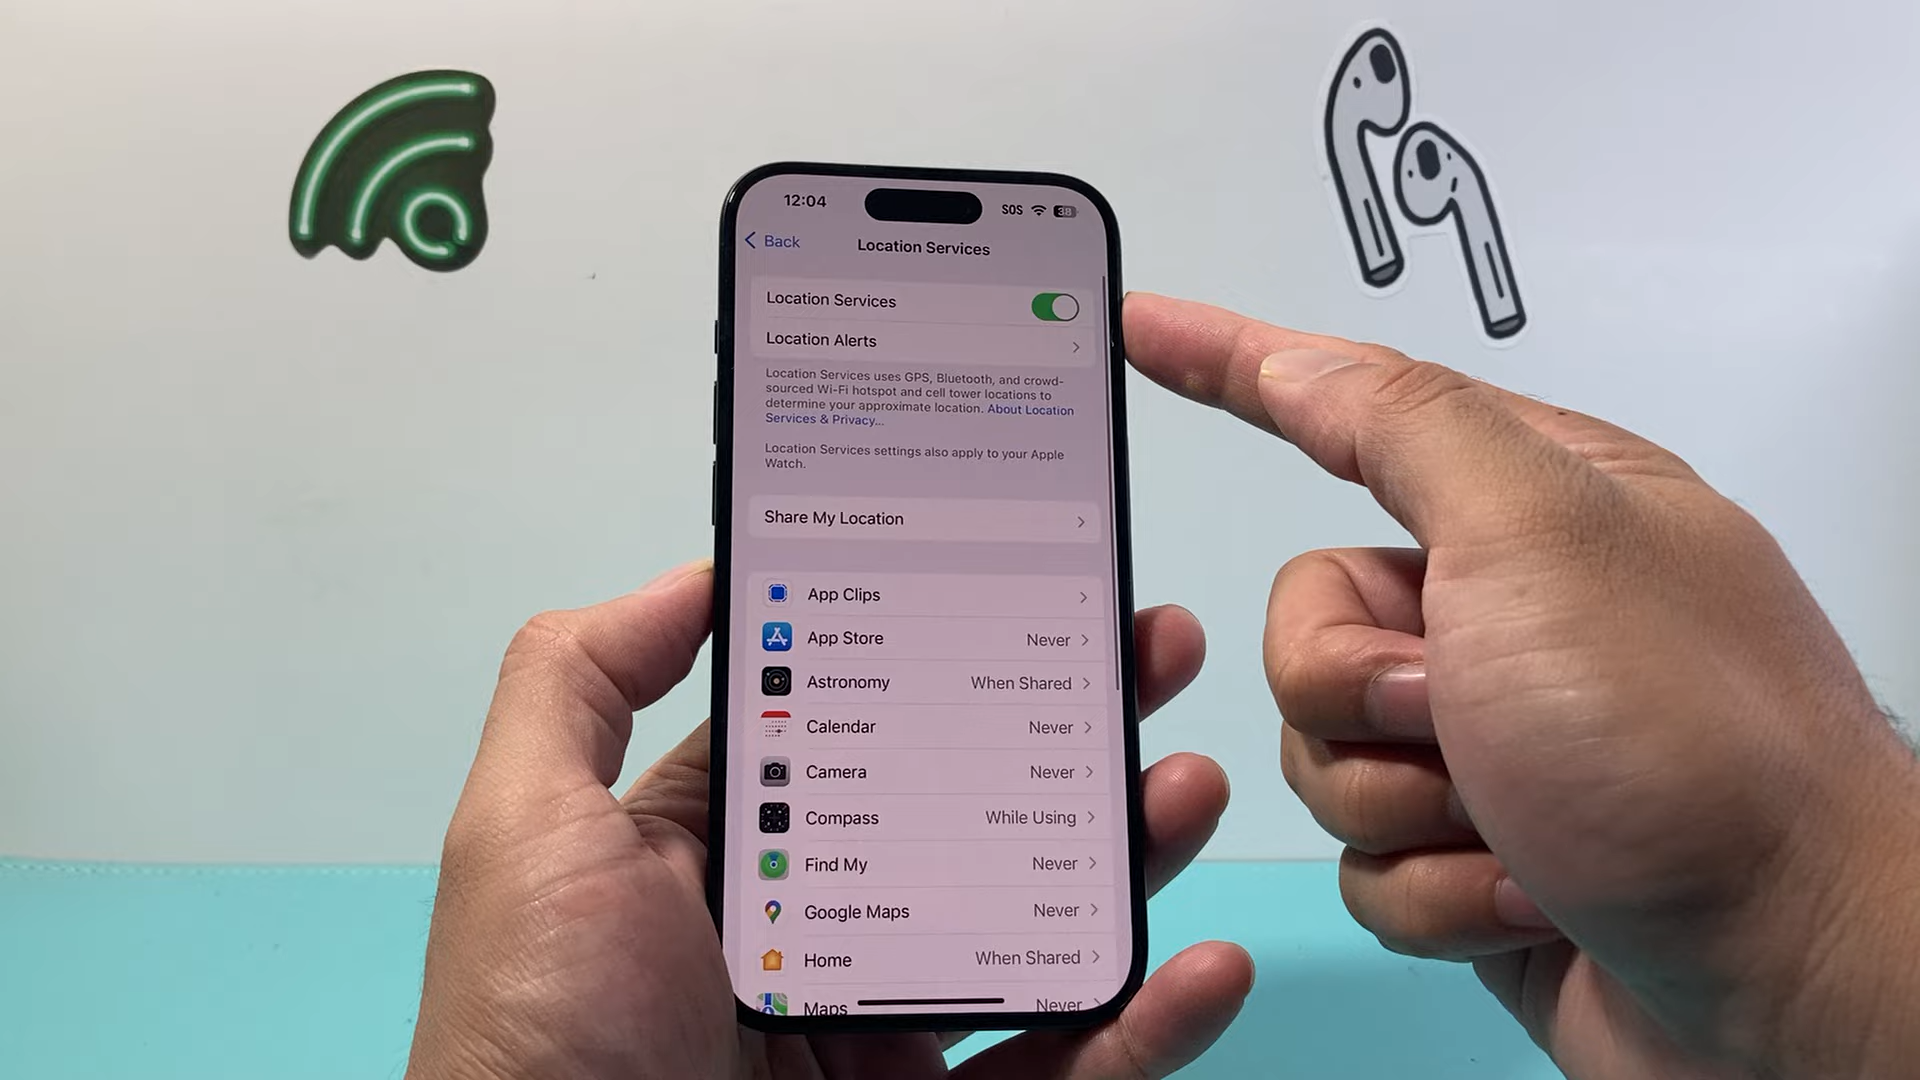 12:04
SOS
38
Back
Location Services
Location Services
Location Alerts
Location Services uses GPS, Bluetooth, and crowd-
sourced Wi-Fi hotspot and cell tower locations to
determine your approximate location. About Location
Services & Privacy...
Location Services settings also apply to your Apple
Watch.
Share My Location
App Clips
App Store Never
Astronomy When Shared
Calendar Never
Camera Never
Compass While Using
Find My Never
Google Maps Never
Home When Shared
Maps Never